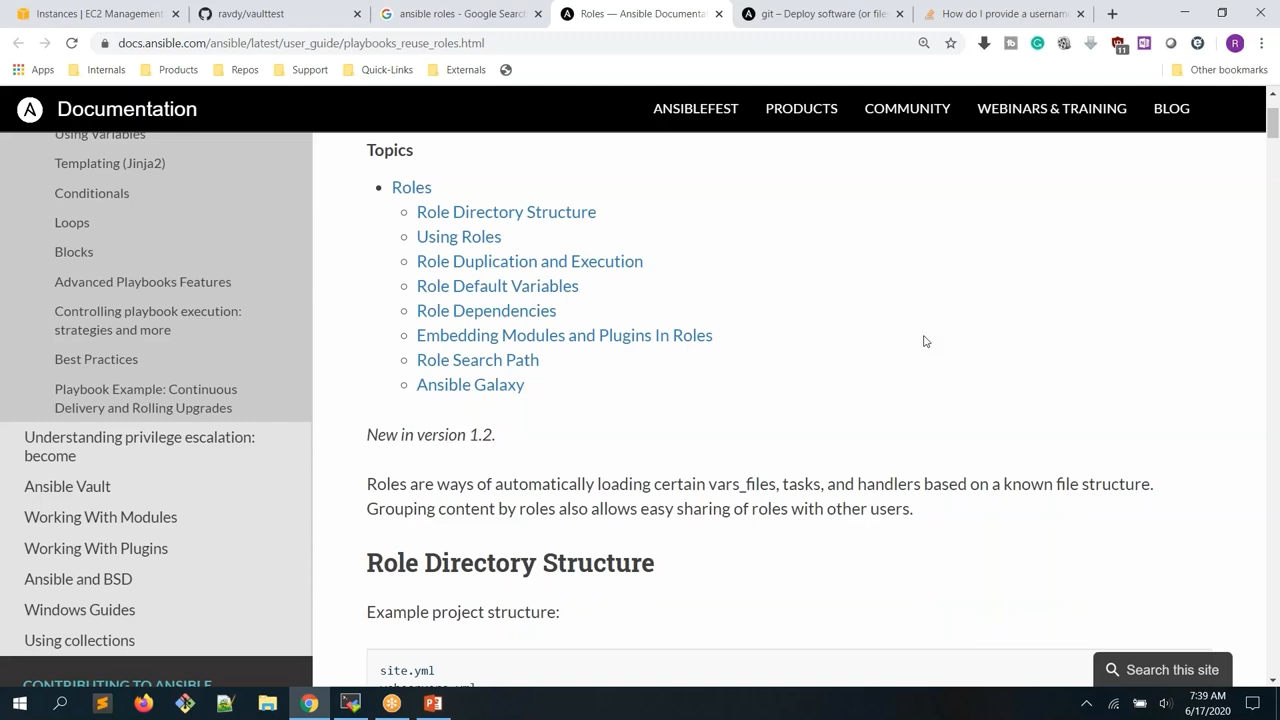 Instances | EC2 Management
ravdy/vaulttest
ansible roles - Google Search
Roles — Ansible Documentation
git – Deploy software (or files
How do I provide a username
docs.ansible.com/ansible/latest/user_guide/playbooks_reuse_roles.html
11
R
Apps
Internals
Products
Repos
Support
Quick-Links
Externals
Other bookmarks
A
Documentation
ANSIBLEFEST
PRODUCTS
COMMUNITY
WEBINARS & TRAINING
BLOG
Using Variables
Templating (Jinja2)
Conditionals
Loops
Blocks
Advanced Playbooks Features
Controlling playbook execution:
strategies and more
Best Practices
Playbook Example: Continuous
Delivery and Rolling Upgrades
Understanding privilege escalation:
become
Ansible Vault
Working With Modules
Working With Plugins
Ansible and BSD
Windows Guides
Using collections
CONTRIBUTING TO ANSIBLE
Topics
Roles
Role Directory Structure
Using Roles
Role Duplication and Execution
Role Default Variables
Role Dependencies
Embedding Modules and Plugins In Roles
Role Search Path
Ansible Galaxy
New in version 1.2.
Roles are ways of automatically loading certain vars_files, tasks, and handlers based on a known file structure.
Grouping content by roles also allows easy sharing of roles with other users.
Role Directory Structure
Example project structure:
site.yml
webservers.yml
Search this site
7:39 AM
6/17/2020